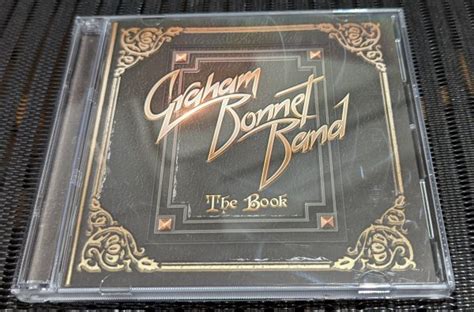 Graham
Bonnet
Band
The Book